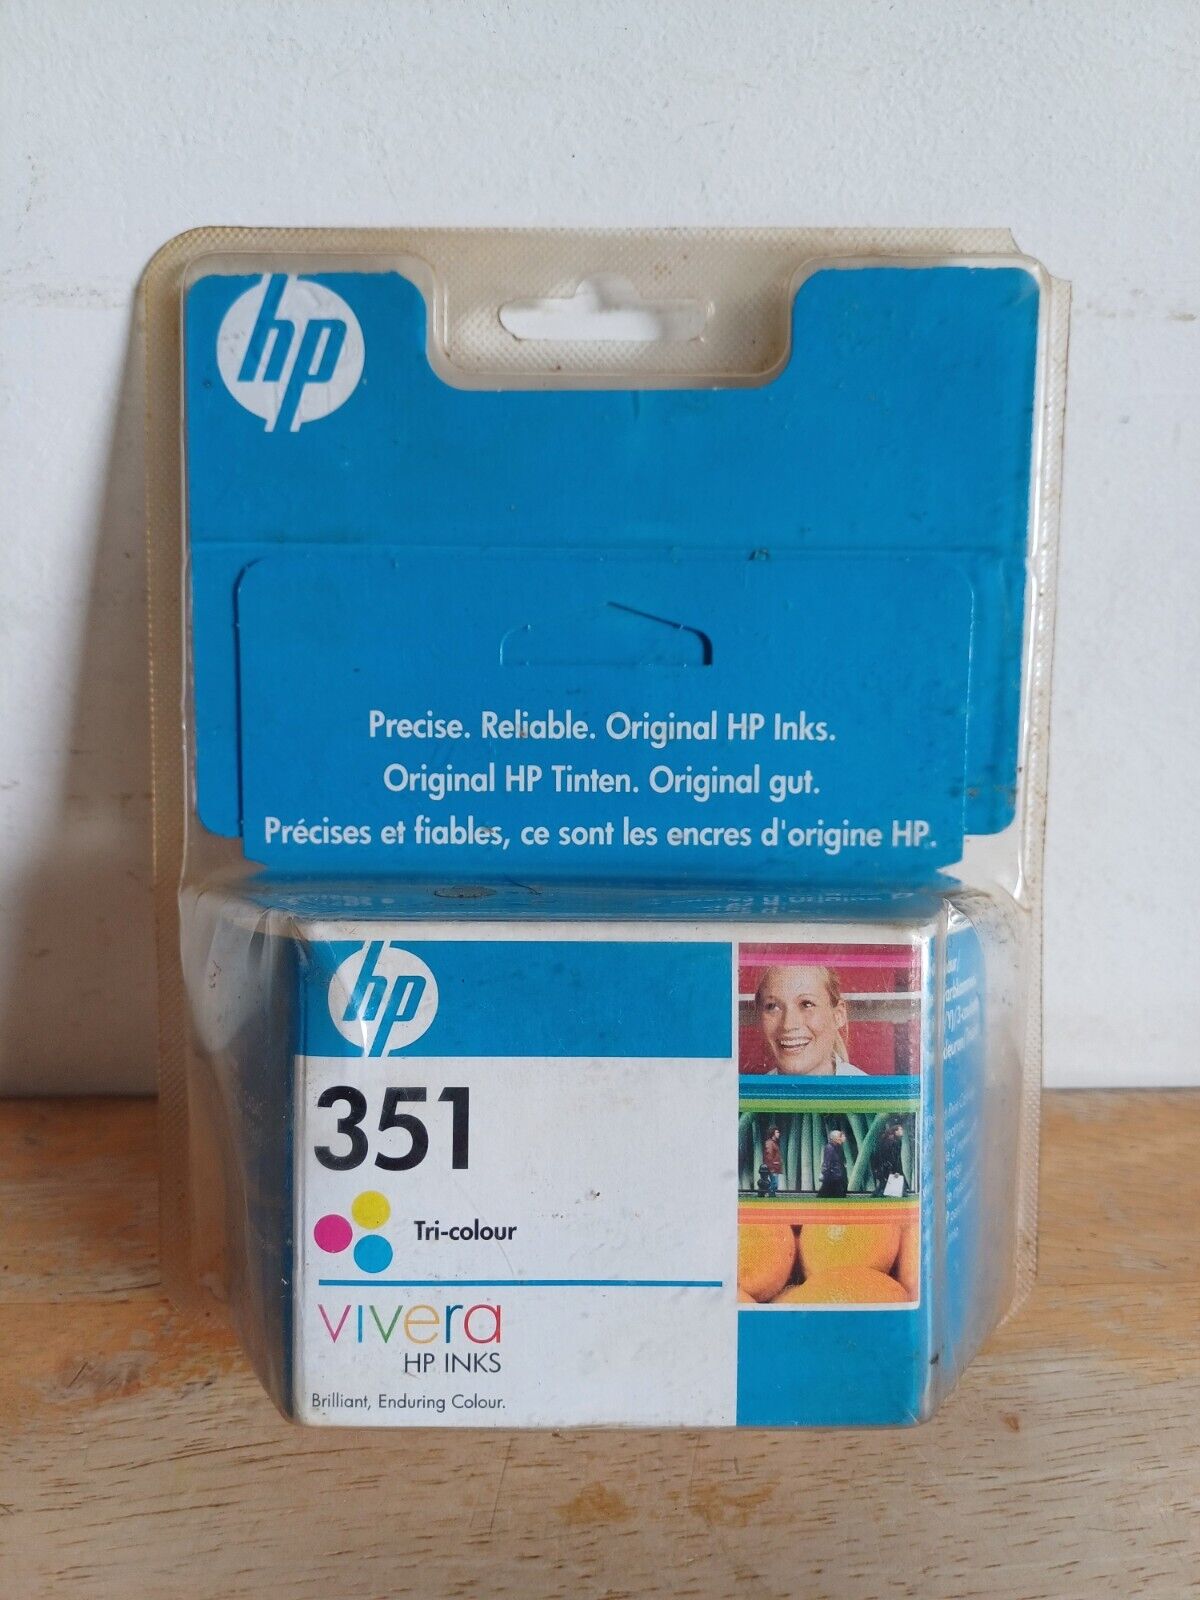 hp
Precise. Reliable. Original HP Inks.
Original HP Tinten. Original gut.
Précises et fiables, ce sont les encres d'origine HP.
hp
351
Tri-colour
vivera
HP INKS
Brilliant, Enduring Colour.